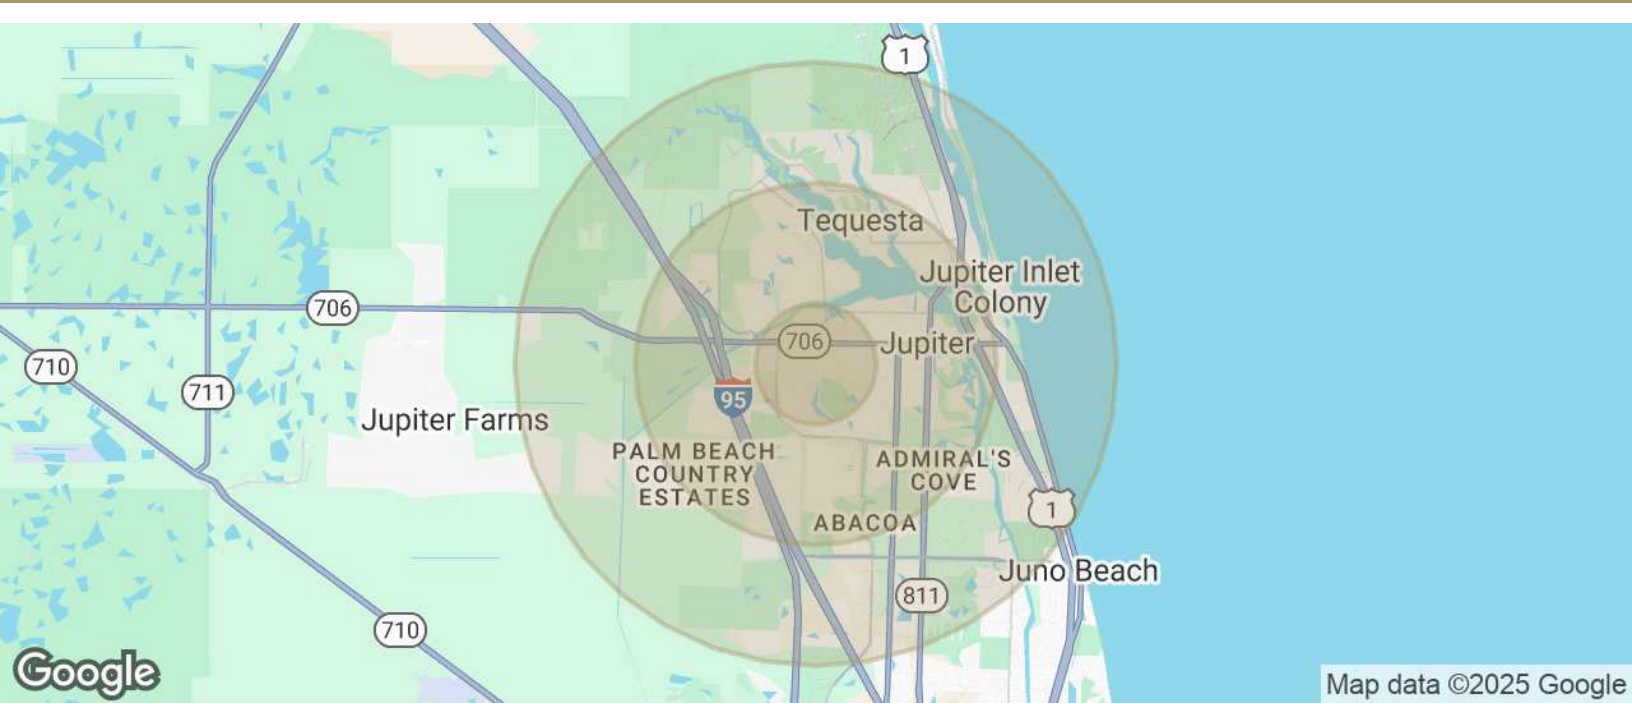 1
Tequesta
Jupiter Inlet
Colony
706
706
Jupiter
710
711
95
Jupiter Farms
PALM BEACH
COUNTRY
ESTATES
ADMIRAL'S
COVE
1
ABACOA
Juno Beach
811
710
Google
Map data ©2025 Google